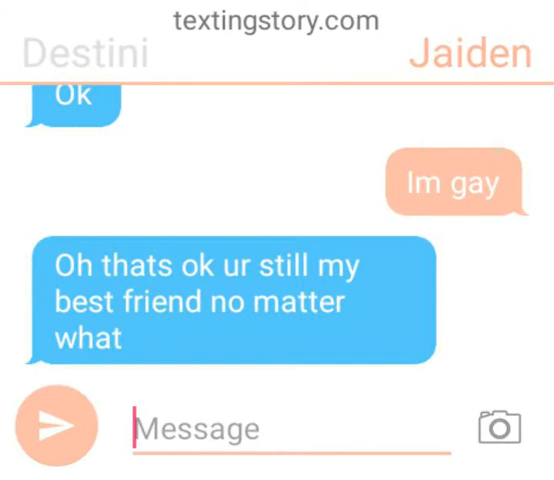 textingstory.com
Destini
Jaiden
Ok
Im gay
Oh thats ok ur still my
best friend no matter
what
Message